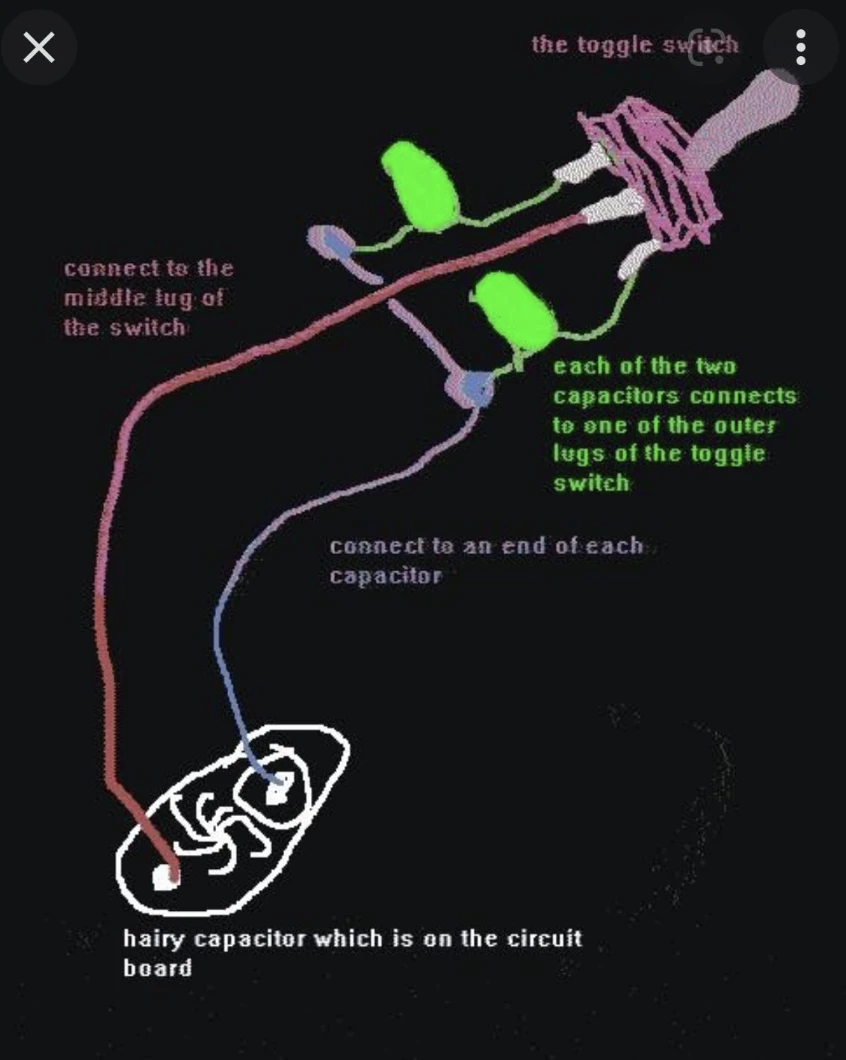 the toggle switch
connect to the
middle lug of
the switch
each of the two
capacitors connects
to one of the outer
lugs of the toggle
switch
connect to an end of each
capacitor
hairy capacitor which is on the circuit
board